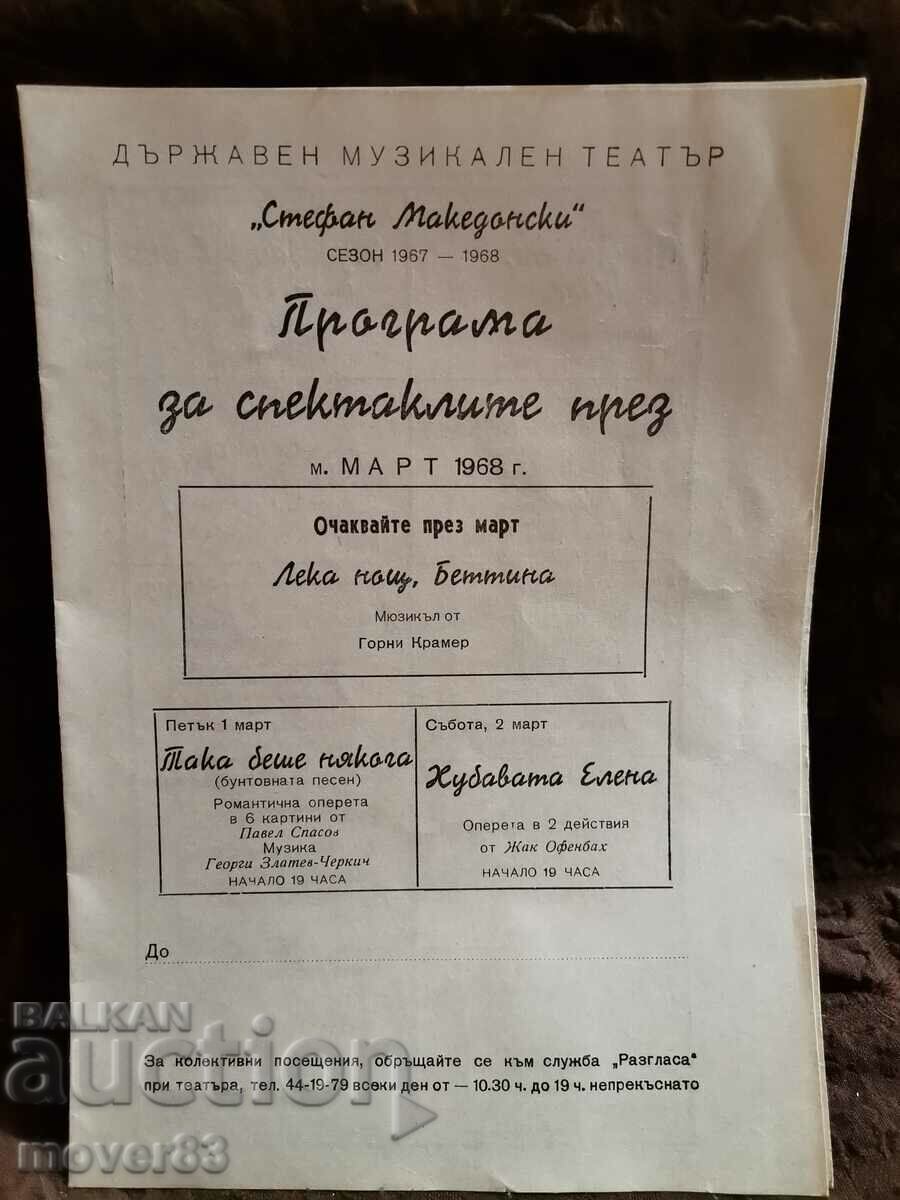 ДЪРЖАВЕН МУЗИКАЛЕН ТЕАТЪР
„Стефан Македонски“
СЕЗОН 1967 — 1968
Програма
за спектаклите през
м. МАРТ 1968 г.
Очаквайте през март
Лека нощ, Беттина
Мюзикъл от
Горни Крамер
Петък 1 март
Така беше някога
(бунтовната песен)
Романтична оперета
в 6 картини от
Павел Спасов
Музика
Георги Златев-Черкич
НАЧАЛО 19 ЧАСА
Събота, 2 март
Хубавата Елена
Оперета в 2 действия
от Жак Офенбах
НАЧАЛО 19 ЧАСА
До
За колективни посещения, обръщайте се към служба „Разгласа“
при театъра, тел. 44-19-79 всеки ден от — 10.30 ч. до 19 ч. непрекъснато
BALKAN
auction
mover83